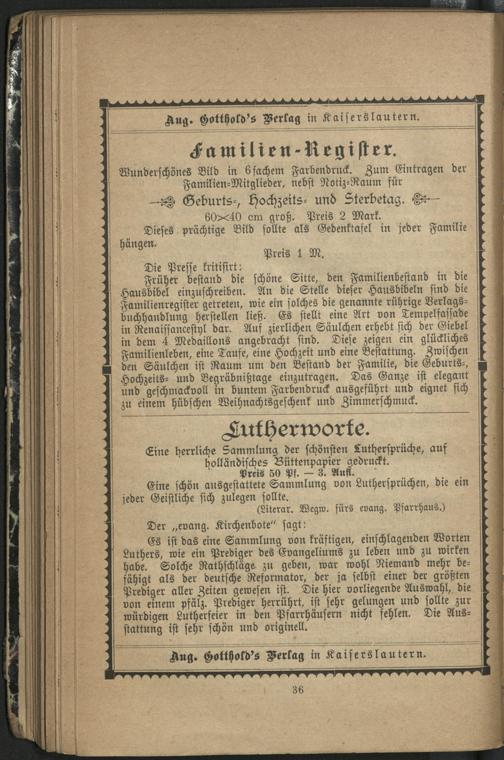 Aug. Gotthold's Verlag in Kaiserslautern.
Familien-Register.
Wunderschönes Bild in 6fachem Farbendruck. Zum Eintragen der
Familien-Mitglieder, nebst Notiz-Raum für
Geburts-, Hochzeits- und Sterbetag.
60×40 cm groß. Preis 2 Mark.
Dieses prächtige Bild sollte als Gedenktafel in jeder Familie
hängen.
Preis 1 M.
Die Presse kritisirt:
Früher bestand die schöne Sitte, den Familienbestand in die
Hausbibel einzuschreiben. An die Stelle dieser Hausbibeln sind die
Familienregister getreten, wie ein solches die genannte rührige Verlags-
buchhandlung herstellen ließ. Es stellt eine Art von Tempelfassade
in Renaissancestyl dar. Auf zierlichen Säulchen erhebt sich der Giebel
in dem 4 Medaillons angebracht sind. Diese zeigen ein glückliches
Familienleben, eine Taufe, eine Hochzeit und eine Bestattung. Zwischen
den Säulchen ist Raum um den Bestand der Familie, die Geburts-,
Hochzeits- und Begräbnißtage einzutragen. Das Ganze ist elegant
und geschmackvoll in buntem Farbendruck ausgeführt und eignet sich
zu einem hübschen Weihnachtsgeschenk und Zimmerschmuck.
Lutherworte.
Eine herrliche Sammlung der schönsten Luthersprüche, auf
holländisches Büttenpapier gedruckt.
Preis 50 Pf. — 3. Aufl.
Eine schön ausgestattete Sammlung von Luthersprüchen, die ein
jeder Geistliche sich zulegen sollte.
(Literar. Wegw. fürs evang. Pfarrhaus.)
Der „evang. Kirchenbote" sagt:
Es ist das eine Sammlung von kräftigen, einschlagenden Worten
Luthers, wie ein Prediger des Evangeliums zu leben und zu wirken
habe. Solche Rathschläge zu geben, war wohl Niemand mehr be-
fähigt als der deutsche Reformator, der ja selbst einer der größten
Prediger aller Zeiten gewesen ist. Die hier vorliegende Auswahl, die
von einem pfälz. Prediger herrührt, ist sehr gelungen und sollte zur
würdigen Lutherfeier in den Pfarrhäusern nicht fehlen. Die Aus-
stattung ist sehr schön und originell.
Aug. Gotthold's Verlag in Kaiserslautern.
36